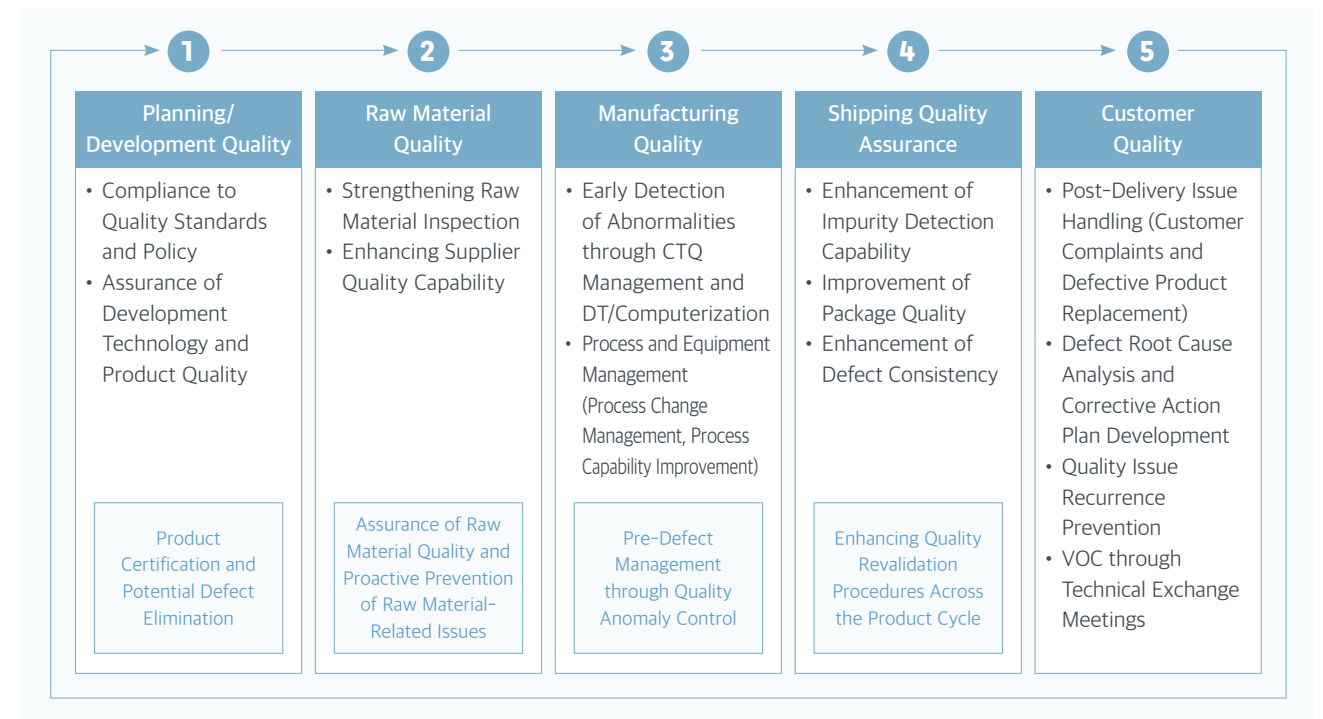 1
Planning/
Development Quality
• Compliance to
Quality Standards
and Policy
• Assurance of
Development
Technology and
Product Quality
Product
Certification and
Potential Defect
Elimination
2
Raw Material
Quality
• Strengthening Raw
Material Inspection
• Enhancing Supplier
Quality Capability
Assurance of Raw
Material Quality and
Proactive Prevention
of Raw Material-
Related Issues
3
Manufacturing
Quality
• Early Detection
of Abnormalities
through CTQ
Management and
DT/Computerization
• Process and Equipment
Management
(Process Change
Management, Process
Capability Improvement)
Pre-Defect
Management
through Quality
Anomaly Control
4
Shipping Quality
Assurance
• Enhancement of
Impurity Detection
Capability
• Improvement of
Package Quality
• Enhancement of
Defect Consistency
Enhancing Quality
Revalidation
Procedures Across
the Product Cycle
5
Customer
Quality
• Post-Delivery Issue
Handling (Customer
Complaints and
Defective Product
Replacement)
• Defect Root Cause
Analysis and
Corrective Action
Plan Development
• Quality Issue
Recurrence
Prevention
• VOC through
Technical Exchange
Meetings